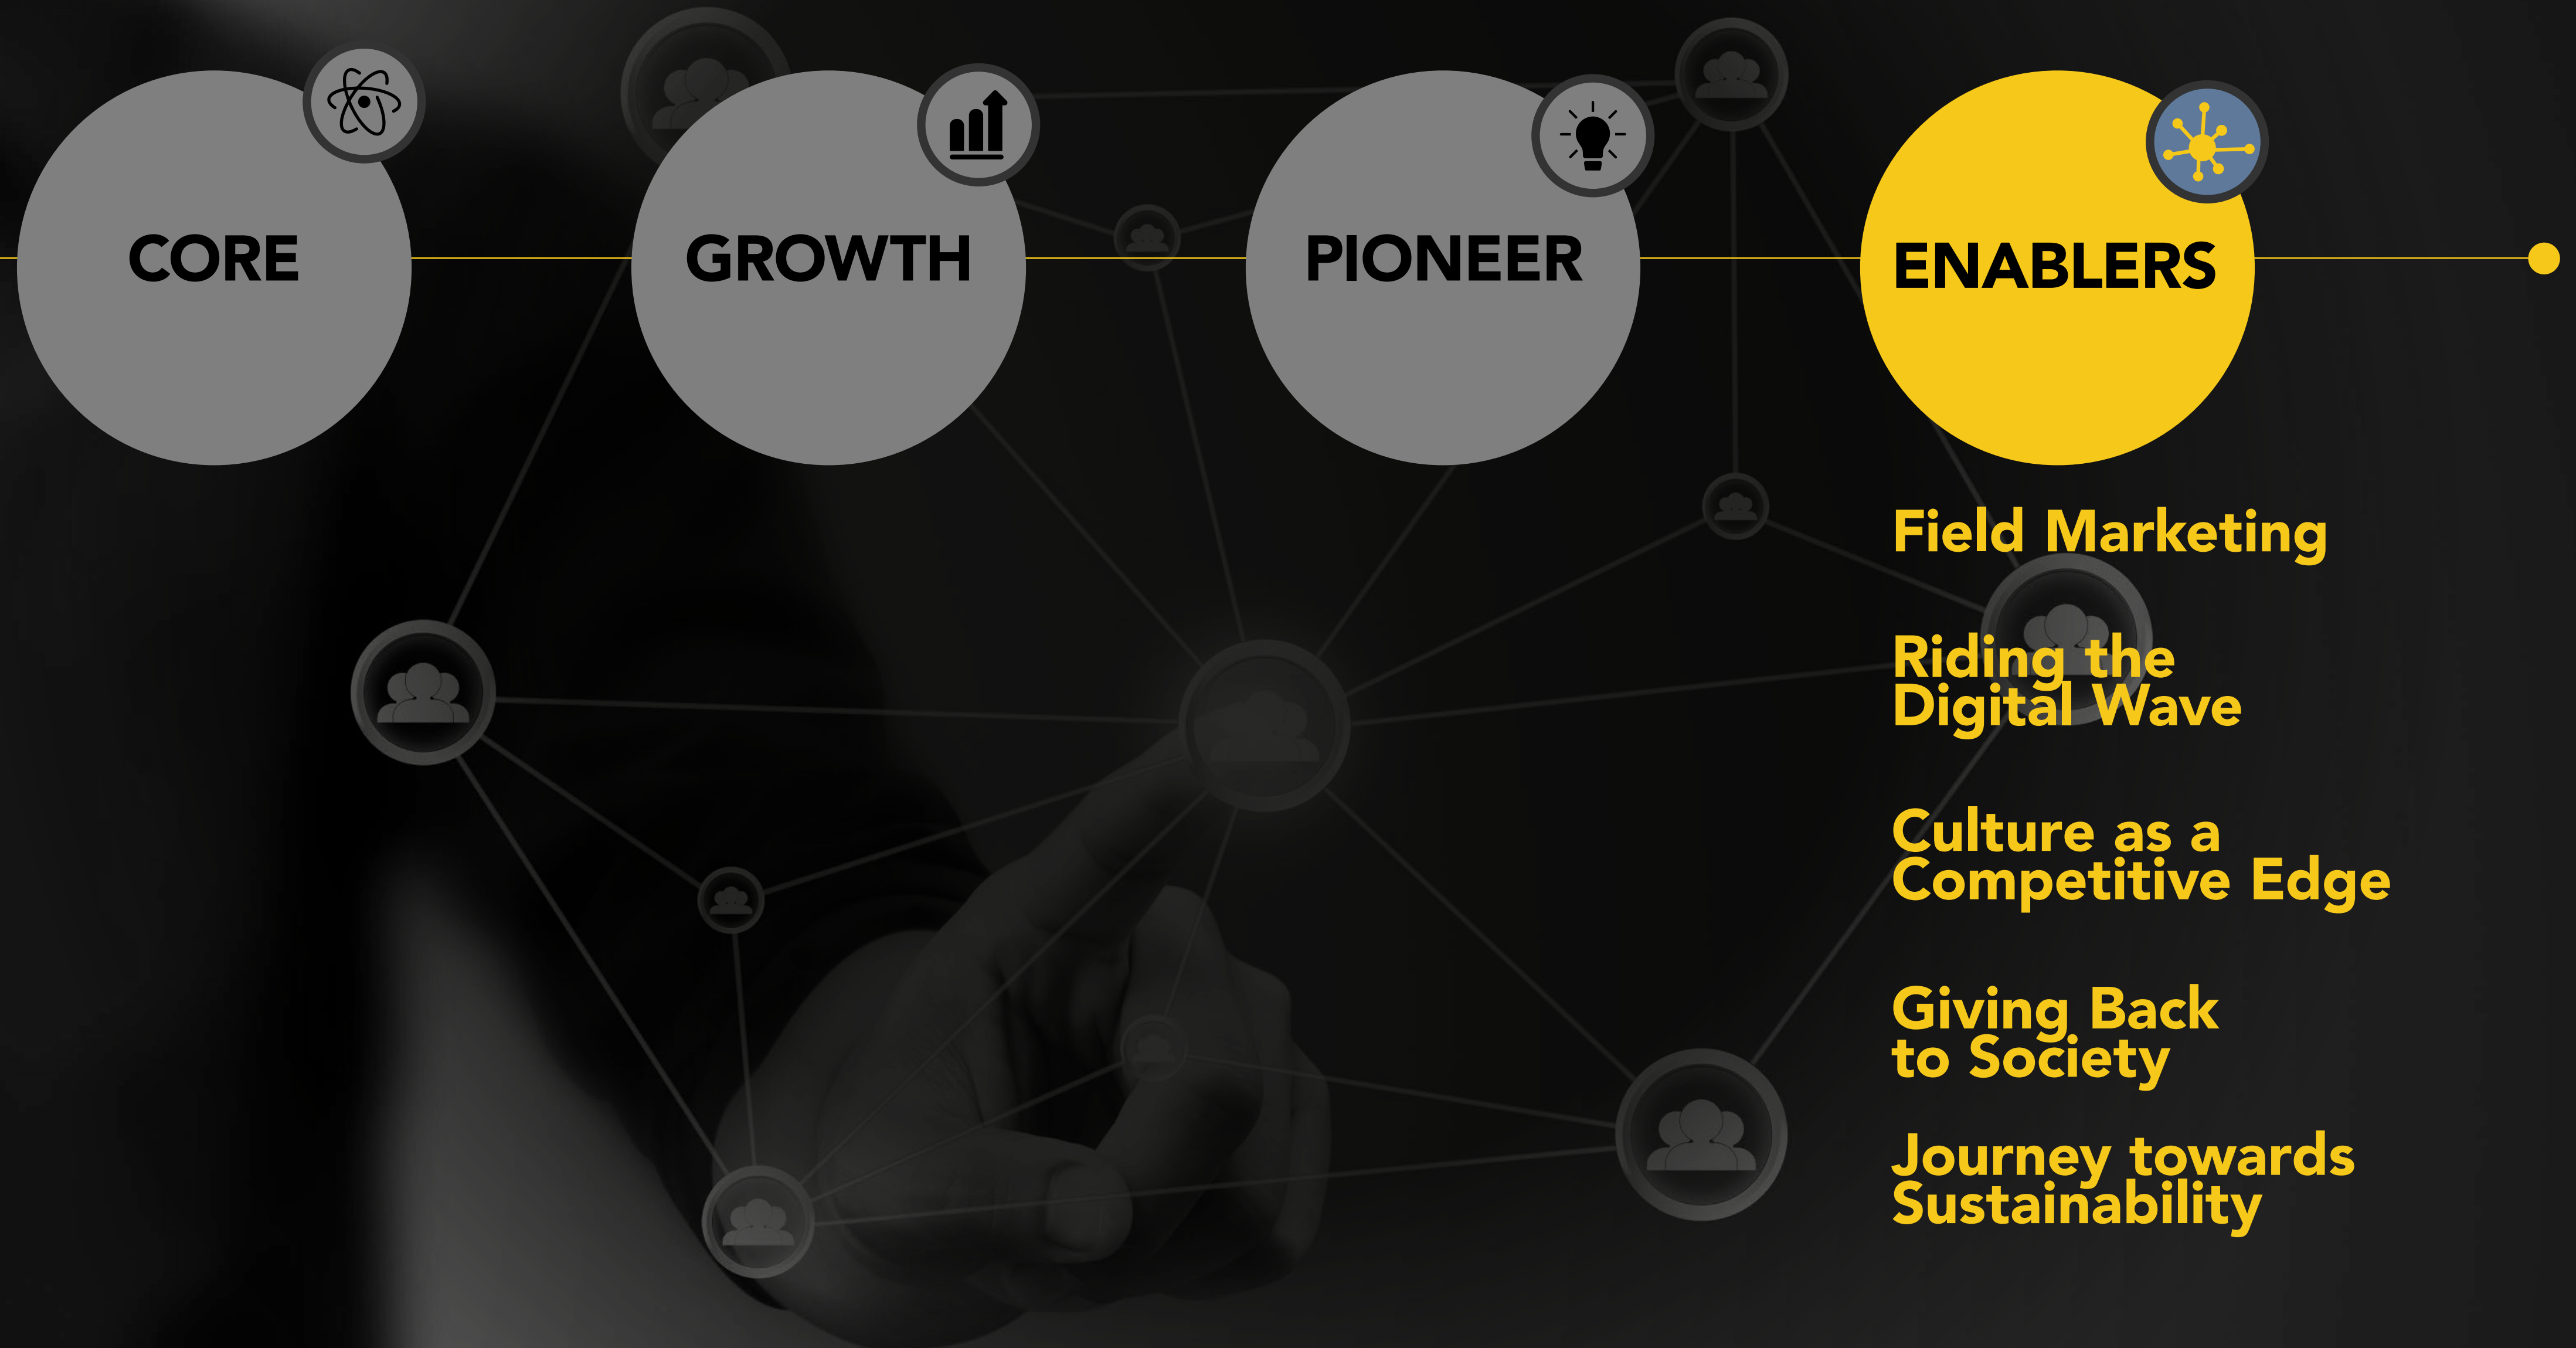 CORE
GROWTH
PIONEER
ENABLERS
Field Marketing
Riding the
Digital Wave
Culture as a
Competitive Edge
Giving Back
to Society
Journey towards
Sustainability